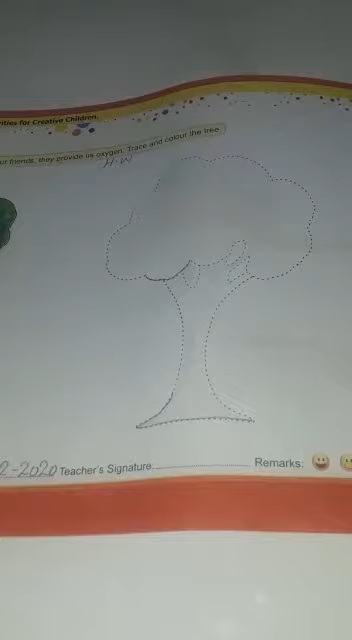 ities for Creative Children.
ur friends, they provide us oxygen. Trace and colour the tree
H.W
2-2020 Teacher's Signature Remarks: